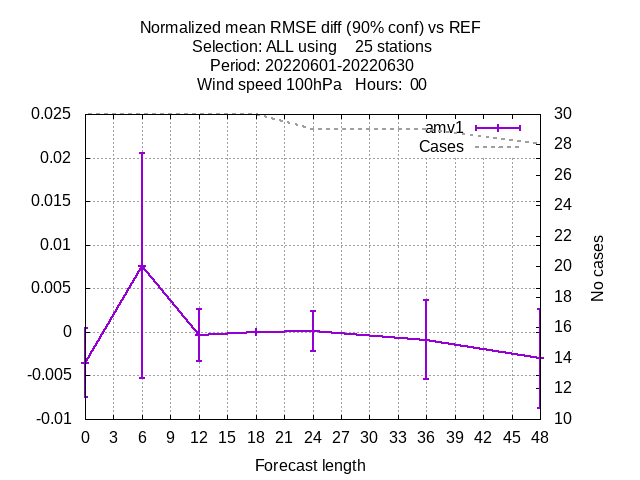 Normalized mean RMSE diff (90% conf) vs REF
Selection: ALL using    25 stations
Period: 20220601-20220630
Wind speed 100hPa   Hours:  00
0.025
0.02
0.015
0.01
0.005
0
-0.005
-0.01
30
28
26
24
22
20
18
16
14
12
10
amv1
Cases
No cases
0 3 6 9 12 15 18 21 24 27 30 33 36 39 42 45 48
Forecast length